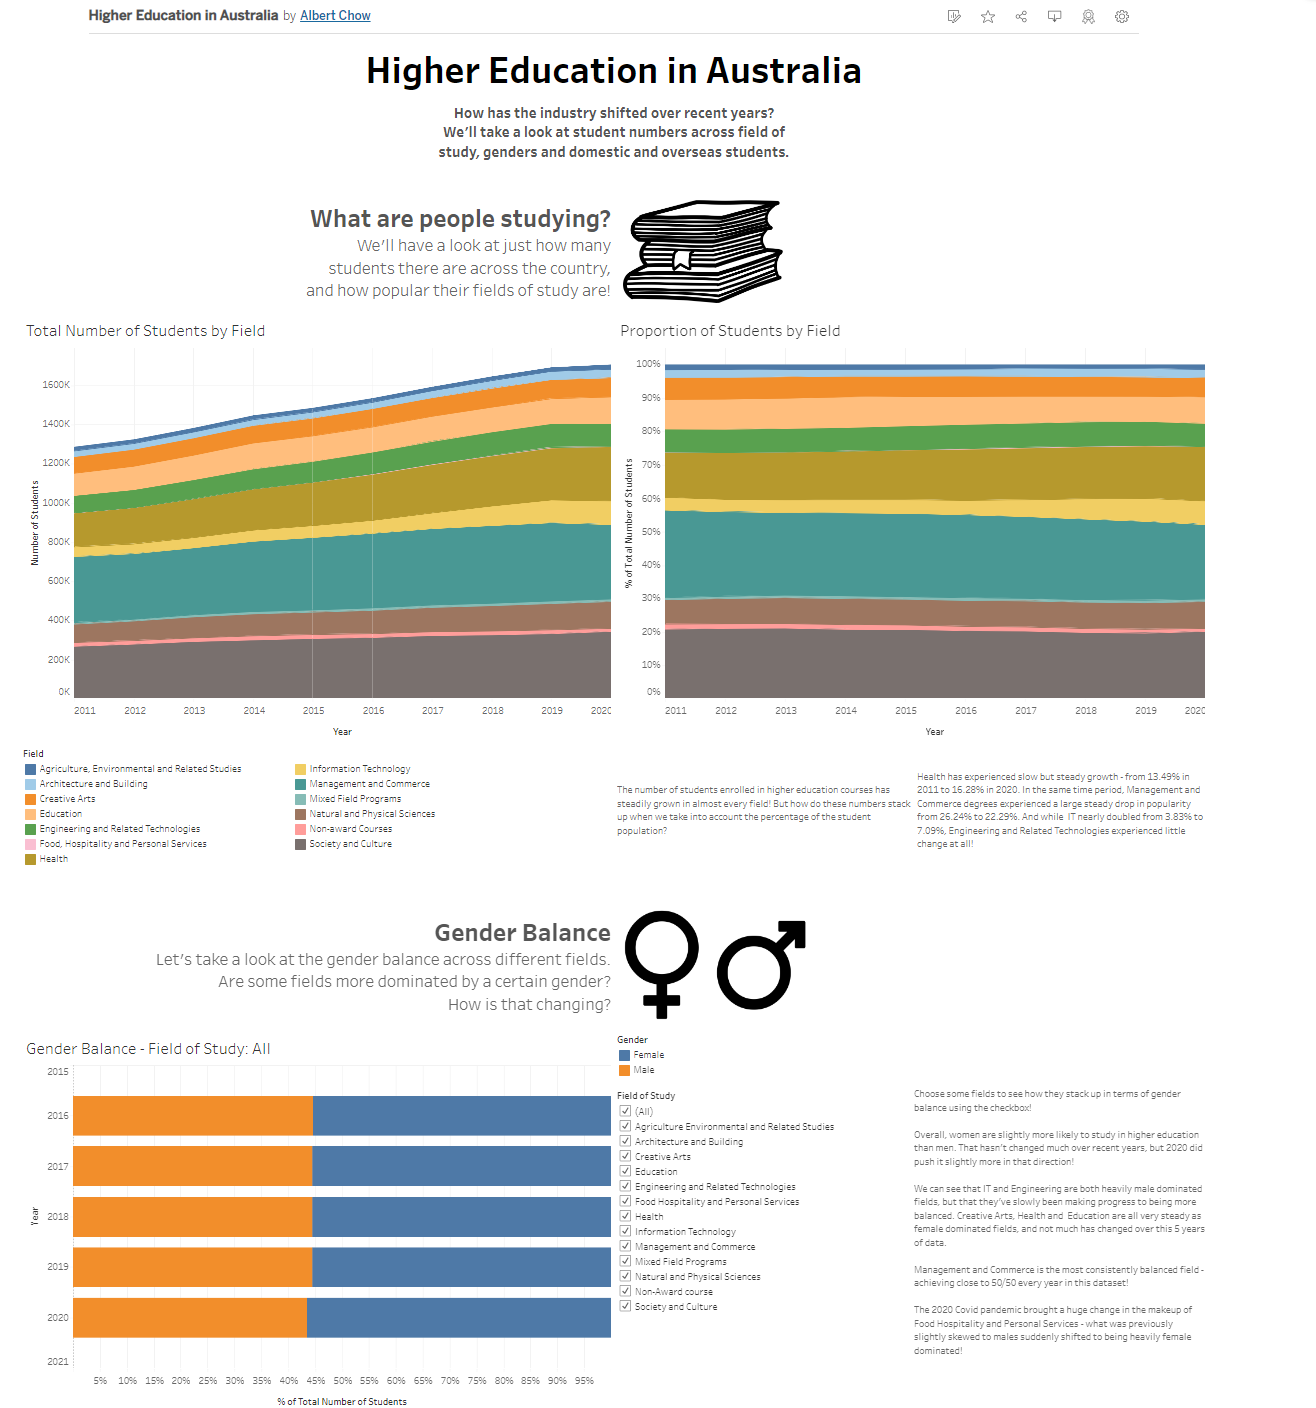 Higher Education in Australia by Albert Chow
Higher Education in Australia
How has the industry shifted over recent years?
We'll take a look at student numbers across field of
study, genders and domestic and overseas students.
What are people studying?
We'll have a look at just how many
students there are across the country,
and how popular their fields of study are!
Total Number of Students by Field
1600K
1400K
1200K
1000K
800K
600K
400K
200K
0K
Number of Students
2011 2012 2013 2014 2015 2016 2017 2018 2019 2020
Year
Proportion of Students by Field
100%
90%
80%
70%
60%
50%
40%
30%
20%
10%
0%
% of Total Number of Students
2011 2012 2013 2014 2015 2016 2017 2018 2019 2020
Year
Field
Agriculture, Environmental and Related Studies
Architecture and Building
Creative Arts
Education
Engineering and Related Technologies
Food, Hospitality and Personal Services
Health
Information Technology
Management and Commerce
Mixed Field Programs
Natural and Physical Sciences
Non-award Courses
Society and Culture
The number of students enrolled in higher education courses has
steadily grown in almost every field! But how do these numbers stack
up when we take into account the percentage of the student
population?
Health has experienced slow but steady growth - from 13.49% in
2011 to 16.28% in 2020. In the same time period, Management and
Commerce degrees experienced a large steady drop in popularity
from 26.24% to 22.29%. And while IT nearly doubled from 3.83% to
7.09%, Engineering and Related Technologies experienced little
change at all!
Gender Balance
Let's take a look at the gender balance across different fields.
Are some fields more dominated by a certain gender?
How is that changing?
Gender Balance - Field of Study: All
2015
2016
2017
2018
2019
2020
2021
Year
5% 10% 15% 20% 25% 30% 35% 40% 45% 50% 55% 60% 65% 70% 75% 80% 85% 90% 95%
% of Total Number of Students
Gender
Female
Male
Field of Study
(All)
Agriculture Environmental and Related Studies
Architecture and Building
Creative Arts
Education
Engineering and Related Technologies
Food Hospitality and Personal Services
Health
Information Technology
Management and Commerce
Mixed Field Programs
Natural and Physical Sciences
Non-Award course
Society and Culture
Choose some fields to see how they stack up in terms of gender
balance using the checkbox!
Overall, women are slightly more likely to study in higher education
than men. That hasn't changed much over recent years, but 2020 did
push it slightly more in that direction!
We can see that IT and Engineering are both heavily male dominated
fields, but that they've slowly been making progress to being more
balanced. Creative Arts, Health and Education are all very steady as
female dominated fields, and not much has changed over this 5 years
of data.
Management and Commerce is the most consistently balanced field -
achieving close to 50/50 every year in this dataset!
The 2020 Covid pandemic brought a huge change in the makeup of
Food Hospitality and Personal Services - what was previously
slightly skewed to males suddenly shifted to being heavily female
dominated!